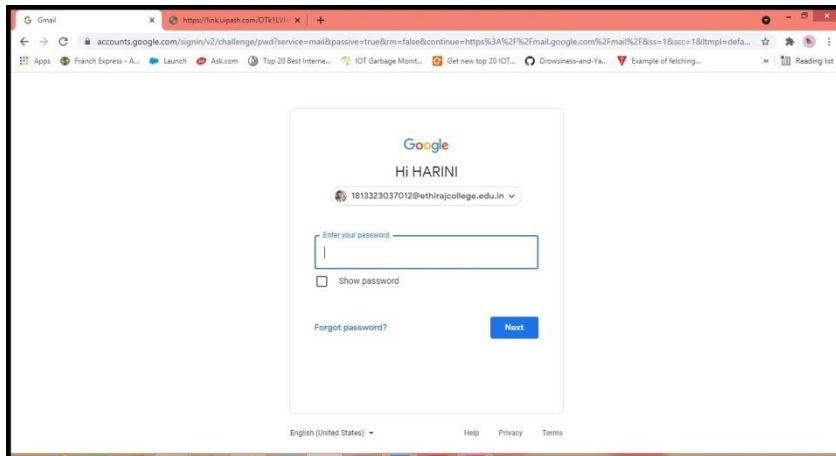 Gmail
https://link.uipath.com/OTk1LVI
accounts.google.com/signin/v2/challenge/pwd?service=mail&passive=true&rm=false&continue=https%3A%2F%2Fmail.google.com%2Fmail%2F&ss=1&scc=1&ltmpl=defa...
Apps Franch Express - A... Launch Ask.com Top 20 Best Interne... IOT Garbage Monit... Get new top 20 IOT... Drowsiness-and-Ya... Example of fetching... » Reading list
Google
Hi HARINI
1813323037012@ethirajcollege.edu.in
Enter your password
Show password
Forgot password? Next
English (United States) Help Privacy Terms